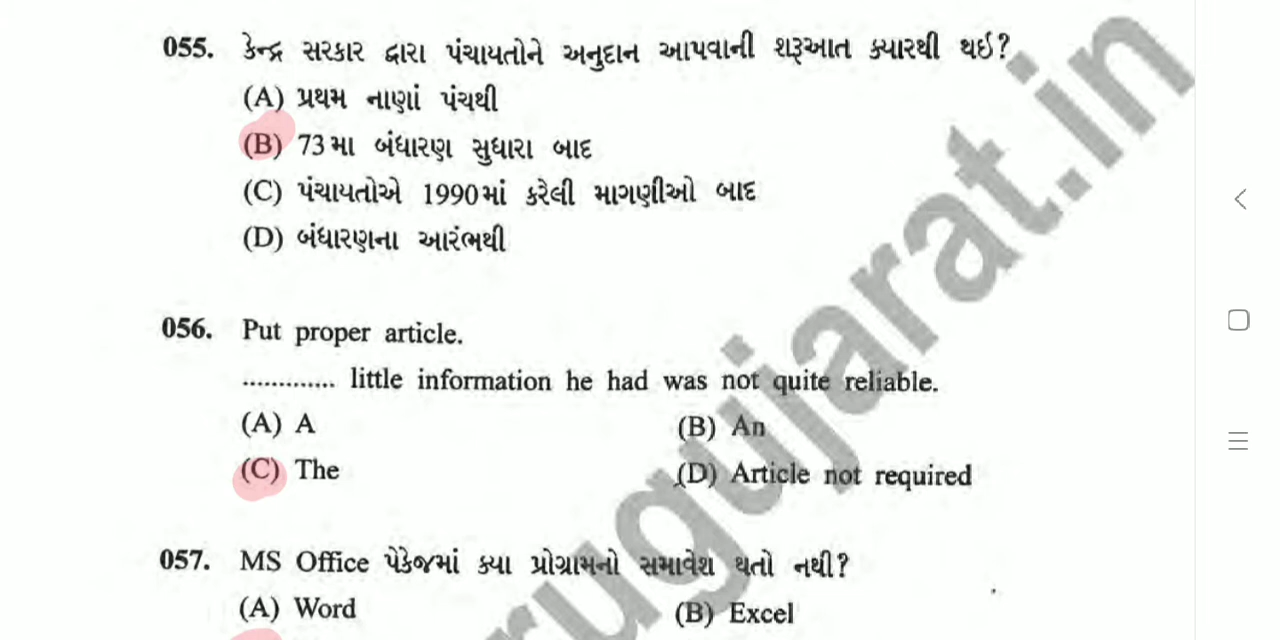 055. કેન્દ્ર સરકાર દ્વારા પંચાયતોને અનુદાન આપવાની શરૂઆત ક્યારથી થઈ?
(A) પ્રથમ નાણાં પંચથી
(B) 73મા બંધારણ સુધારા બાદ
(C) પંચાયતોએ 1990માં કરેલી માગણીઓ બાદ
(D) બંધારણના આરંભથી
056. Put proper article.
............. little information he had was not quite reliable.
(A) A (B) An
(C) The (D) Article not required
057. MS Office પેકેજમાં ક્યા પ્રોગ્રામનો સમાવેશ થતો નથી?
(A) Word (B) Excel
rugujarat.in